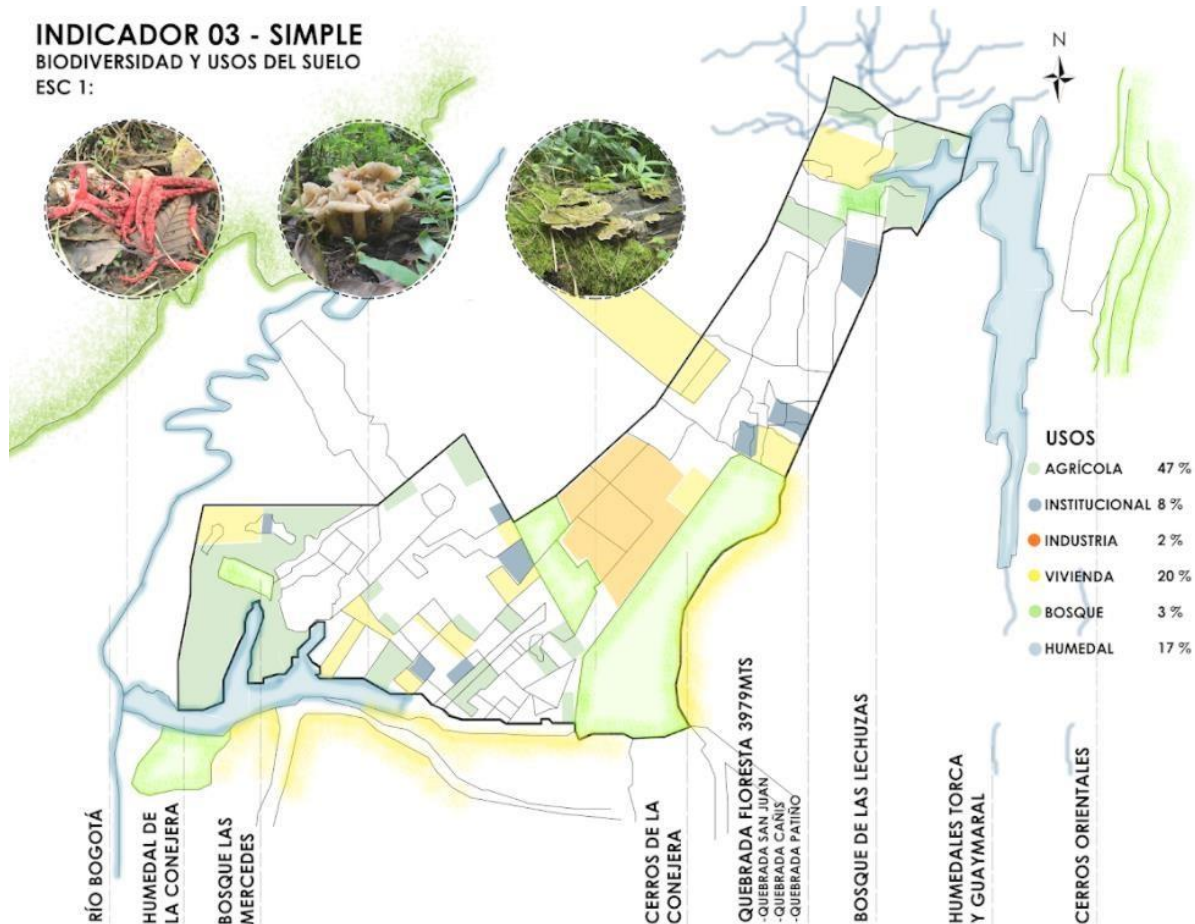 INDICADOR 03 - SIMPLE
BIODIVERSIDAD Y USOS DEL SUELO
ESC 1:
N
USOS
AGRÍCOLA 47 %
INSTITUCIONAL 8 %
INDUSTRIA 2 %
VIVIENDA 20 %
BOSQUE 3 %
HUMEDAL 17 %
RÍO BOGOTÁ
HUMEDAL DE
LA CONEJERA
BOSQUE LAS
MERCEDES
CERROS DE LA
CONEJERA
QUEBRADA FLORESTA 3979MTS
-QUEBRADA SAN JUAN
-QUEBRADA CAÑIS
-QUEBRADA PATIÑO
BOSQUE DE LAS LECHUZAS
HUMEDALES TORCA
Y GUAYMARAL
CERROS ORIENTALES